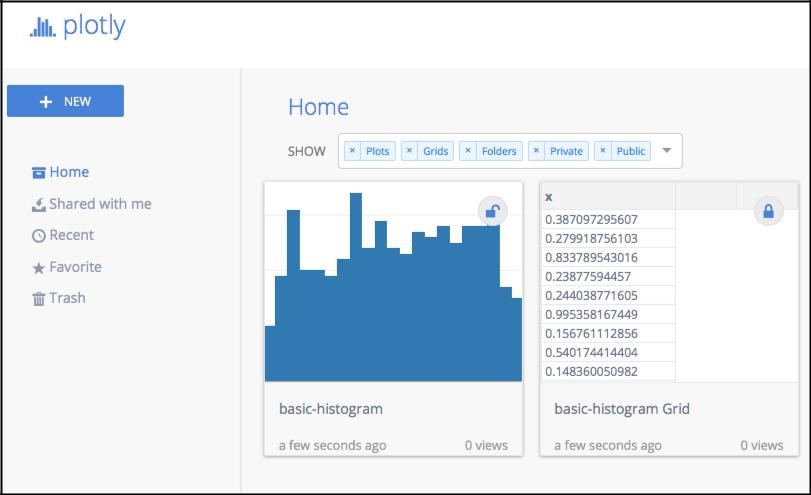 plotly
+ NEW
Home
Shared with me
Recent
Favorite
Trash
Home
SHOW × Plots × Grids × Folders × Private × Public
basic-histogram
a few seconds ago 0 views
x
0.387097295607
0.279918756103
0.833789543016
0.23877594457
0.244038771605
0.995358167449
0.156761112856
0.540174414404
0.148360050982
basic-histogram Grid
a few seconds ago 0 views